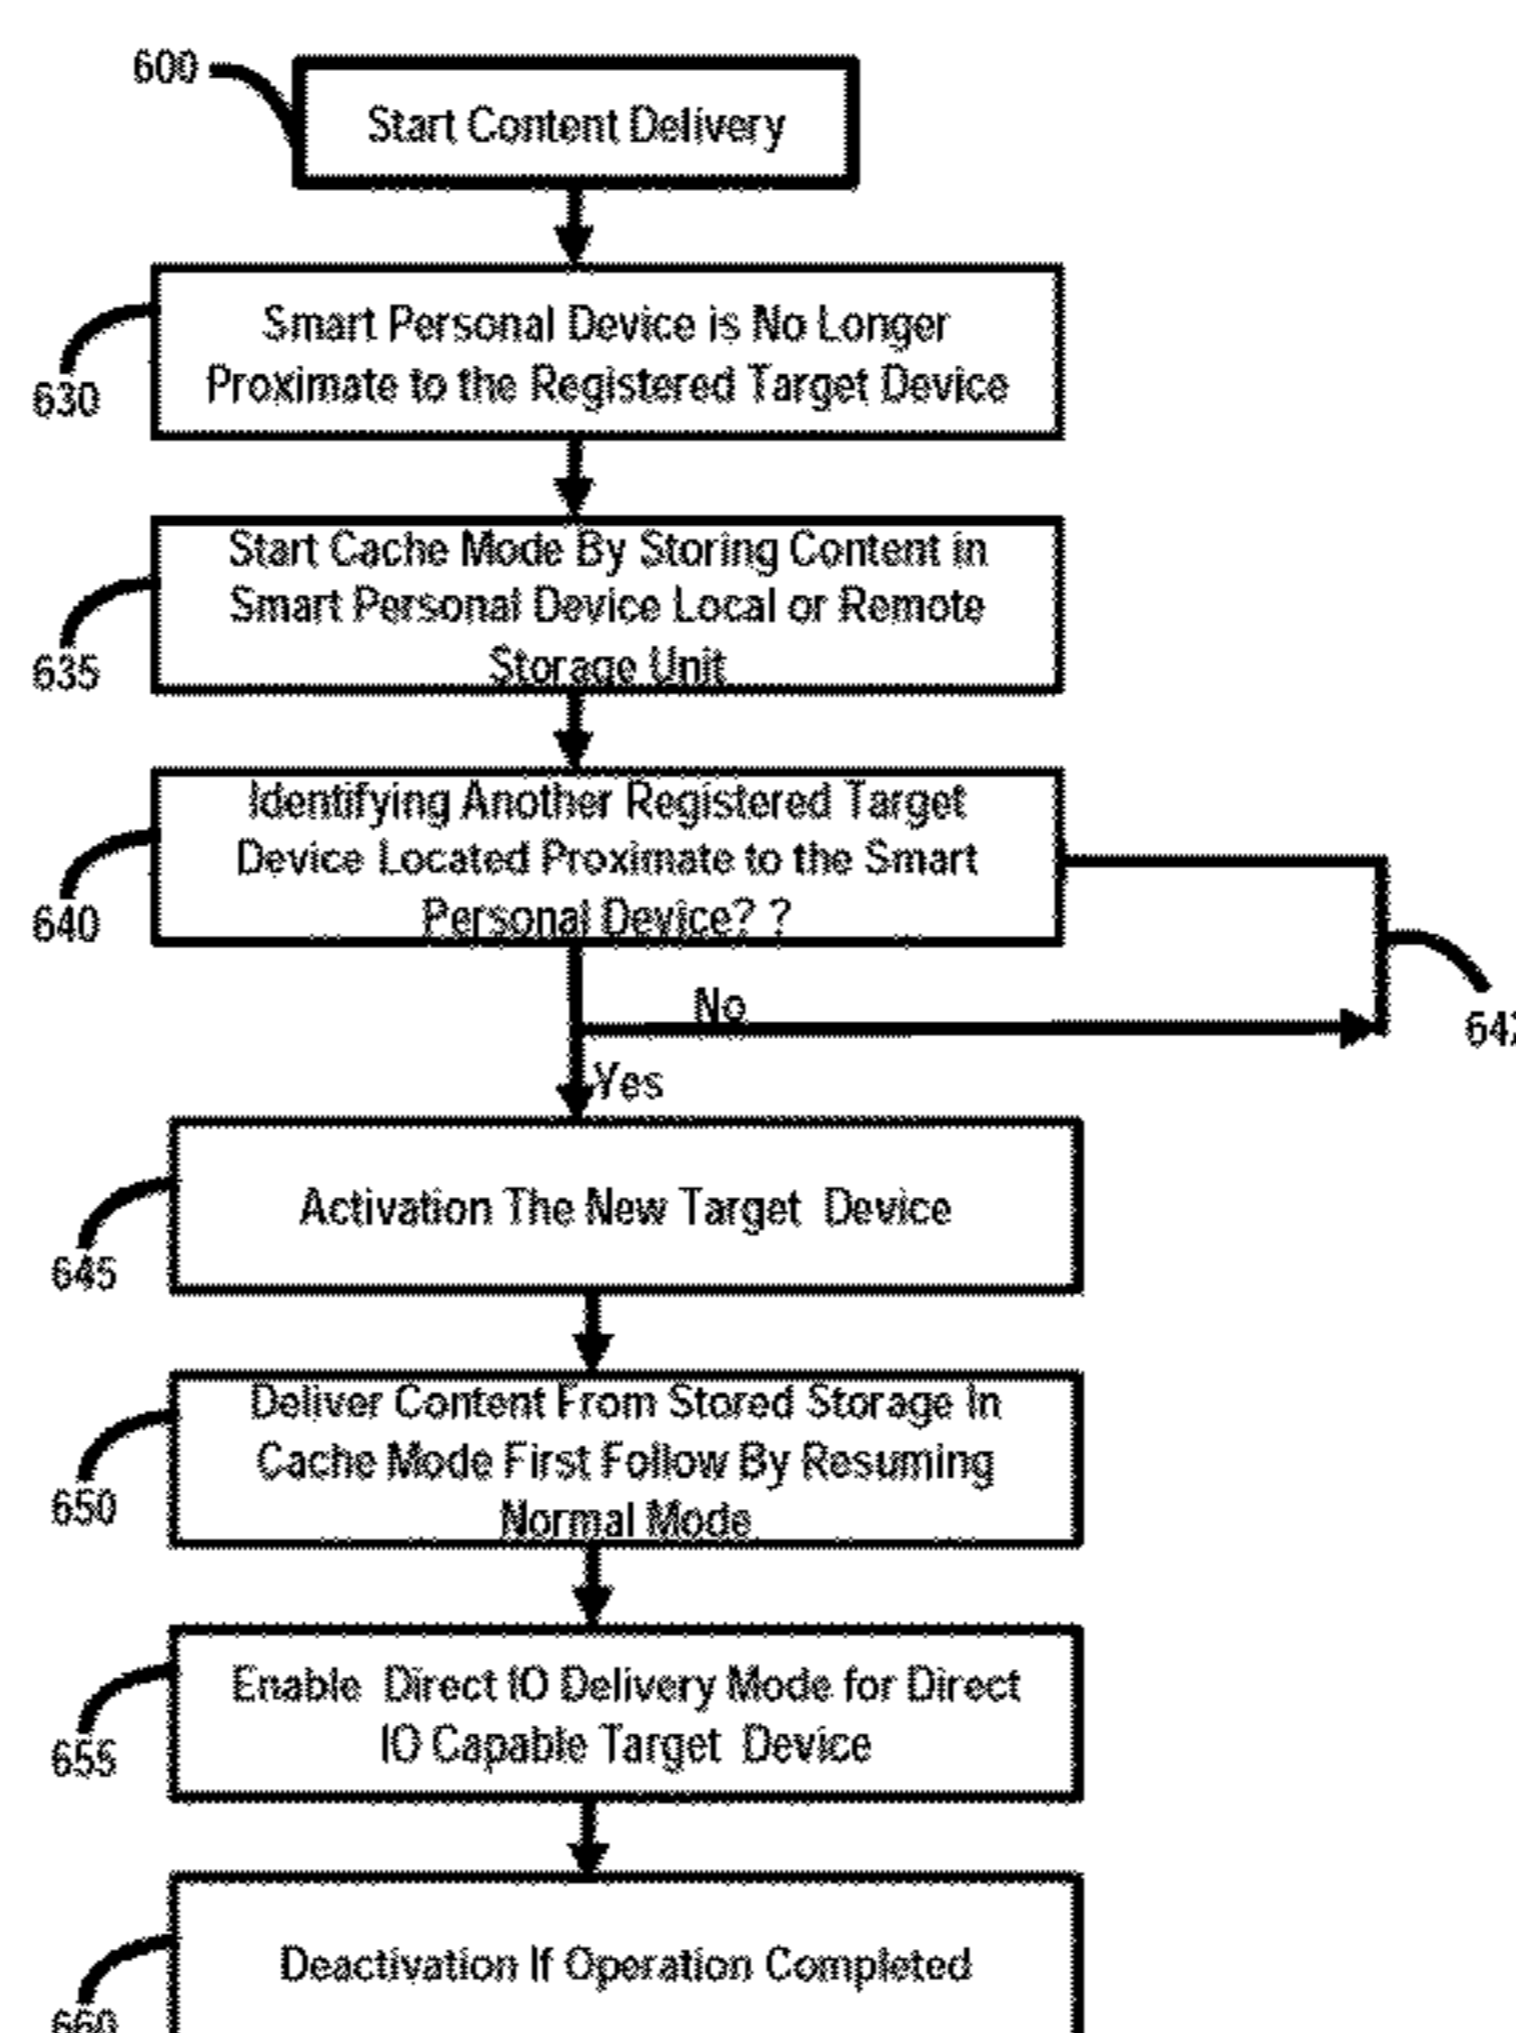 600
Start Content Delivery
Smart Personal Device is No Longer
Proximate to the Registered Target Device
630
Start Cache Mode By Storing Content in
Smart Personal Device Local or Remote
Storage Unit
635
Identifying Another Registered Target
Device Located Proximate to the Smart
Personal Device? ?
640
No
Yes
Activation The New Target Device
645
Deliver Content From Stored Storage In
Cache Mode First Follow By Resuming
Normal Mode
650
Enable Direct IO Delivery Mode for Direct
IO Capable Target Device
655
Deactivation If Operation Completed
660